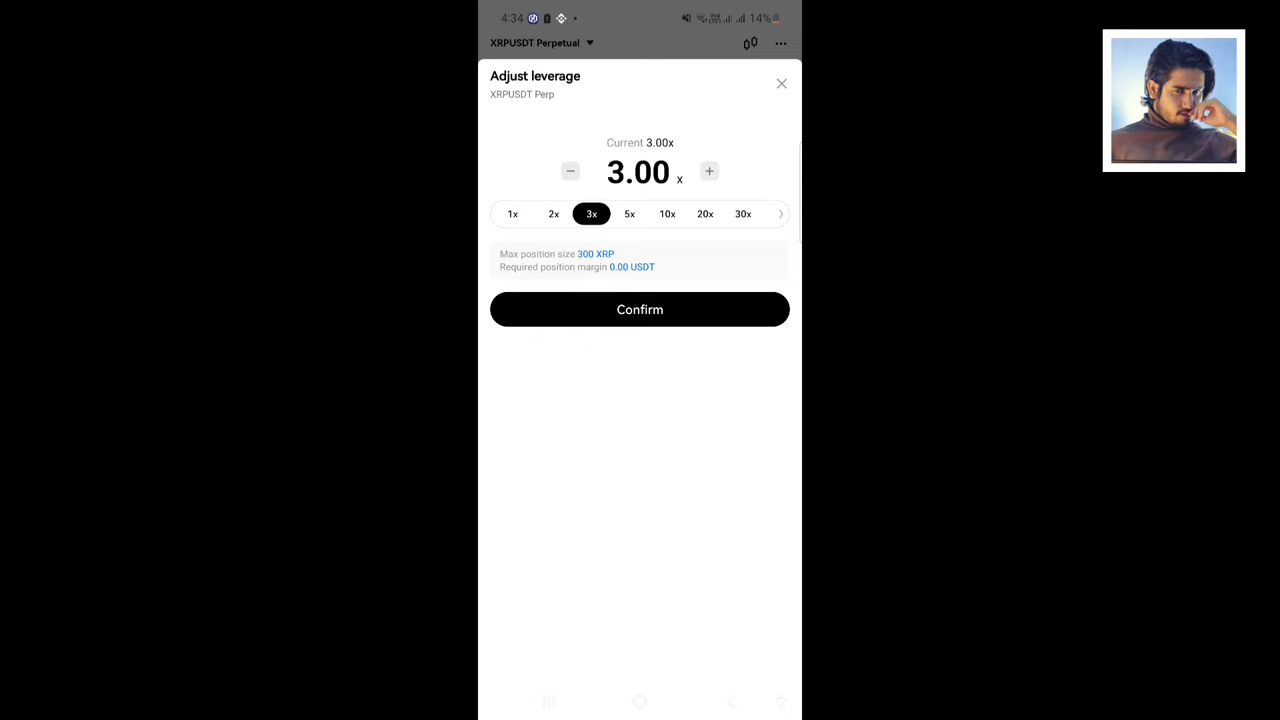 4:34
14%
XRPUSDT Perpetual
Adjust leverage
XRPUSDT Perp
Current 3.00x
3.00 x
1x 2x 3x 5x 10x 20x 30x
Max position size 300 XRP
Required position margin 0.00 USDT
Confirm